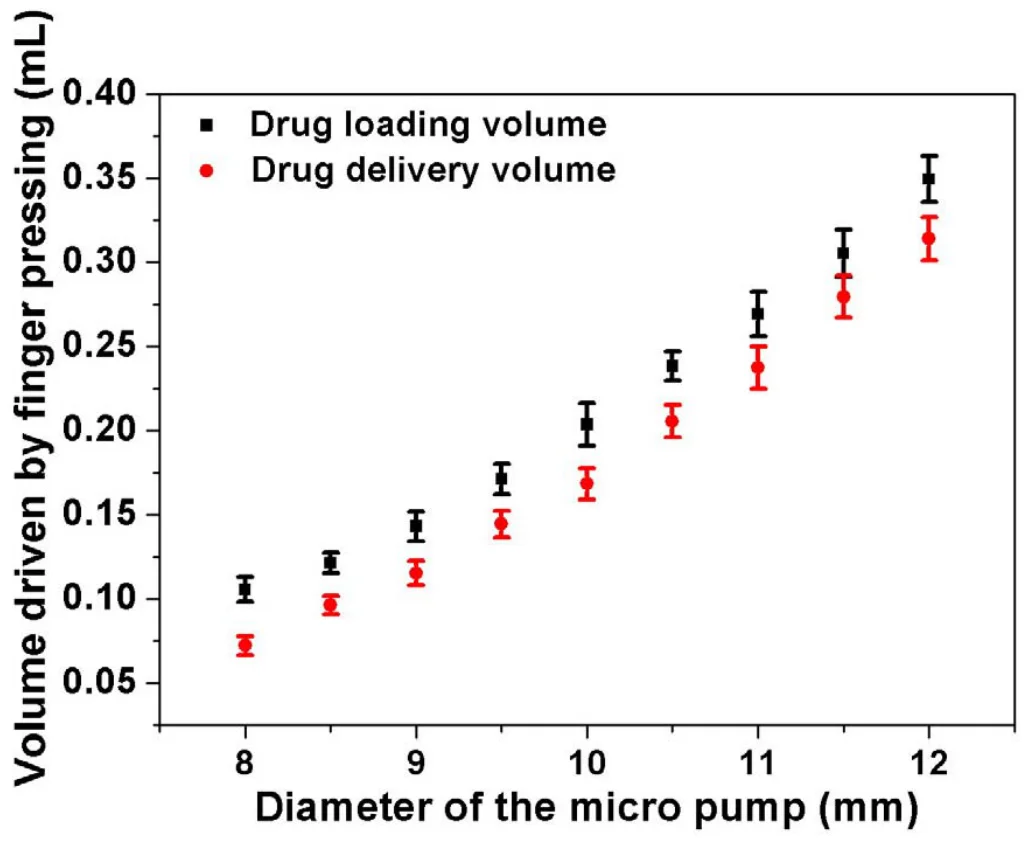 Volume driven by finger pressing (mL)
0.40
0.35
0.30
0.25
0.20
0.15
0.10
0.05
Drug loading volume
Drug delivery volume
8 9 10 11 12
Diameter of the micro pump (mm)